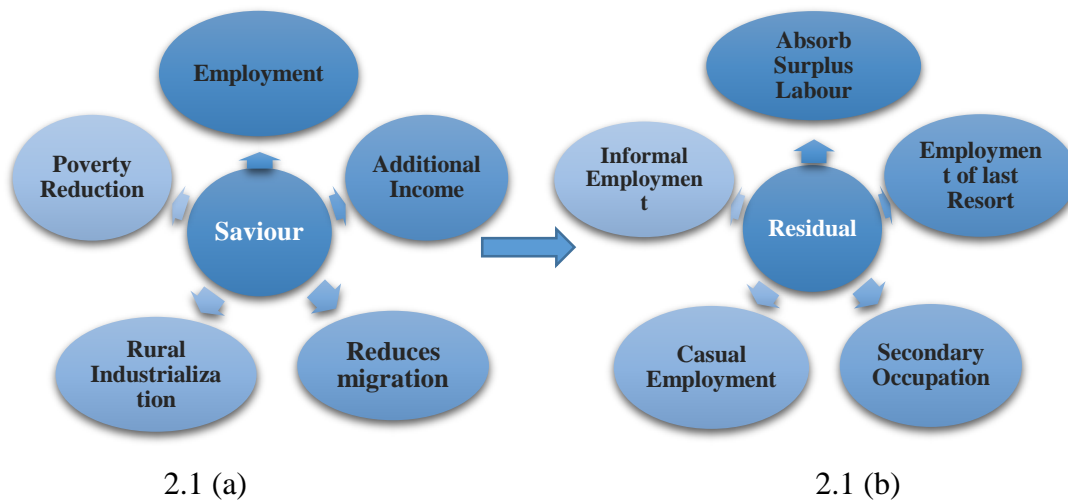 Employment
Poverty
Reduction
Additional
Income
Saviour
Rural
Industrializa
tion
Reduces
migration
2.1 (a)
Absorb
Surplus
Labour
Informal
Employmen
t
Employmen
t of last
Resort
Residual
Casual
Employment
Secondary
Occupation
2.1 (b)